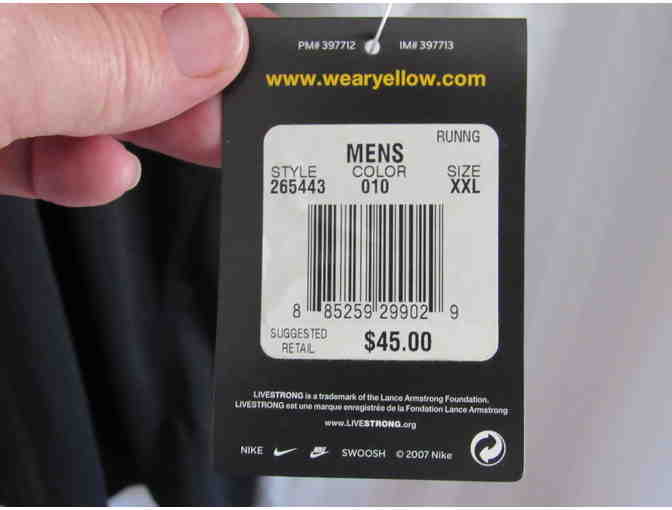 PM# 397712 IM# 397713
www.wearyellow.com
RUNNG
MENS
STYLE COLOR SIZE
265443 010 XXL
8 85259 29902 9
SUGGESTED
RETAIL $45.00
LIVESTRONG is a trademark of the Lance Armstrong Foundation.
LIVESTRONG est une marque enregistrée de la Fondation Lance Armstrong
www.LIVESTRONG.org
NIKE NIKE SWOOSH © 2007 Nike